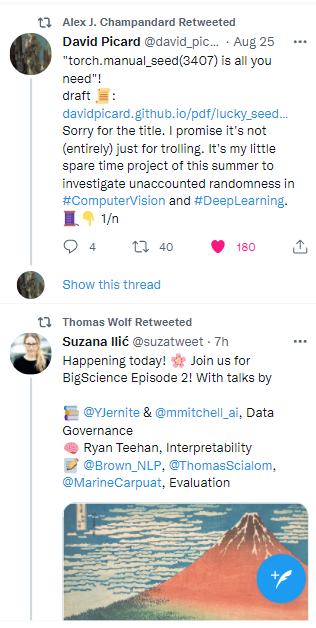 Alex J. Champandard Retweeted
David Picard @david_pic... · Aug 25
"torch.manual_seed(3407) is all you
need"!
draft 📜:
davidpicard.github.io/pdf/lucky_seed...
Sorry for the title. I promise it's not
(entirely) just for trolling. It's my little
spare time project of this summer to
investigate unaccounted randomness in
#ComputerVision and #DeepLearning.
🧵👇 1/n
4 40 180
Show this thread
Thomas Wolf Retweeted
Suzana Ilić @suzatweet · 7h
Happening today! 🌸 Join us for
BigScience Episode 2! With talks by
📚 @YJernite & @mmitchell_ai, Data
Governance
🧠 Ryan Teehan, Interpretability
📝 @Brown_NLP, @ThomasScialom,
@MarineCarpuat, Evaluation